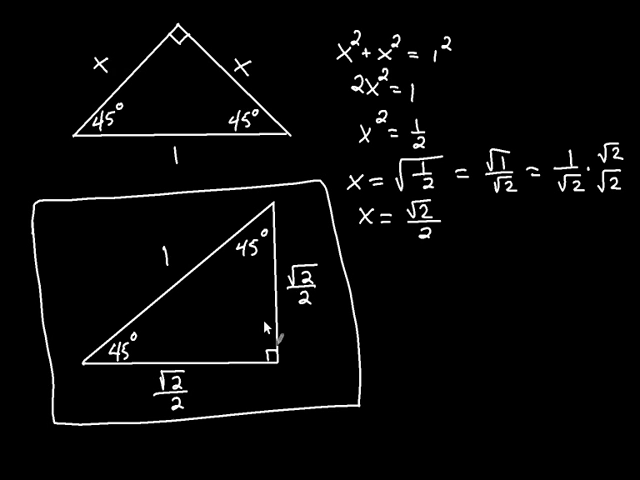 x x
45° 45°
1
x² + x² = 1²
2x² = 1
x² = 1/2
x = √(1/2) = √1/√2 = 1/√2 · √2/√2
x = √2/2
1
45°
√2/2
45°
√2/2